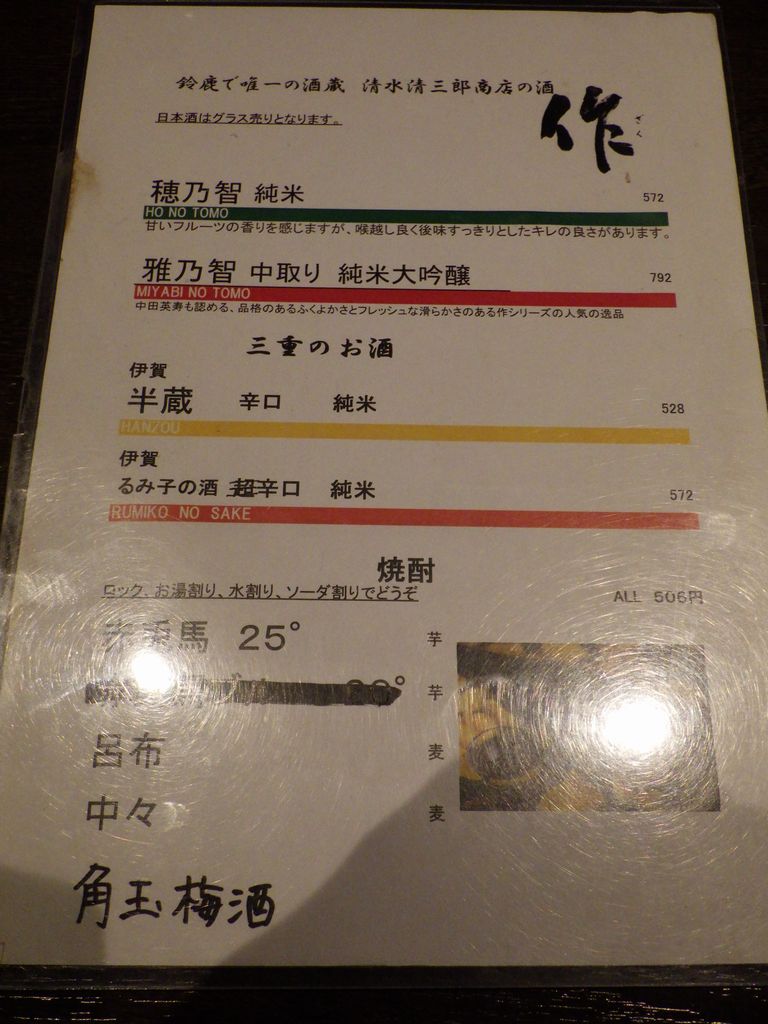 鈴鹿で唯一の酒蔵 清水清三郎商店の酒
作
ざく
日本酒はグラス売りとなります。
穂乃智 純米 572
HO NO TOMO
甘いフルーツの香りを感じますが、喉越し良く後味すっきりとしたキレの良さがあります。
雅乃智 中取り 純米大吟醸 792
MIYABI NO TOMO
中田英寿も認める、品格のあるふくよかさとフレッシュな滑らかさのある作シリーズの人気の逸品
三重のお酒
伊賀
半蔵 辛口 純米 528
HANZOU
伊賀
るみ子の酒 超辛口 純米 572
RUMIKO NO SAKE
焼酎
ロック、お湯割り、水割り、ソーダ割りでどうぞ ALL 506円
赤兎馬 25° 芋
芋
呂布 麦
中々 麦
角玉梅酒